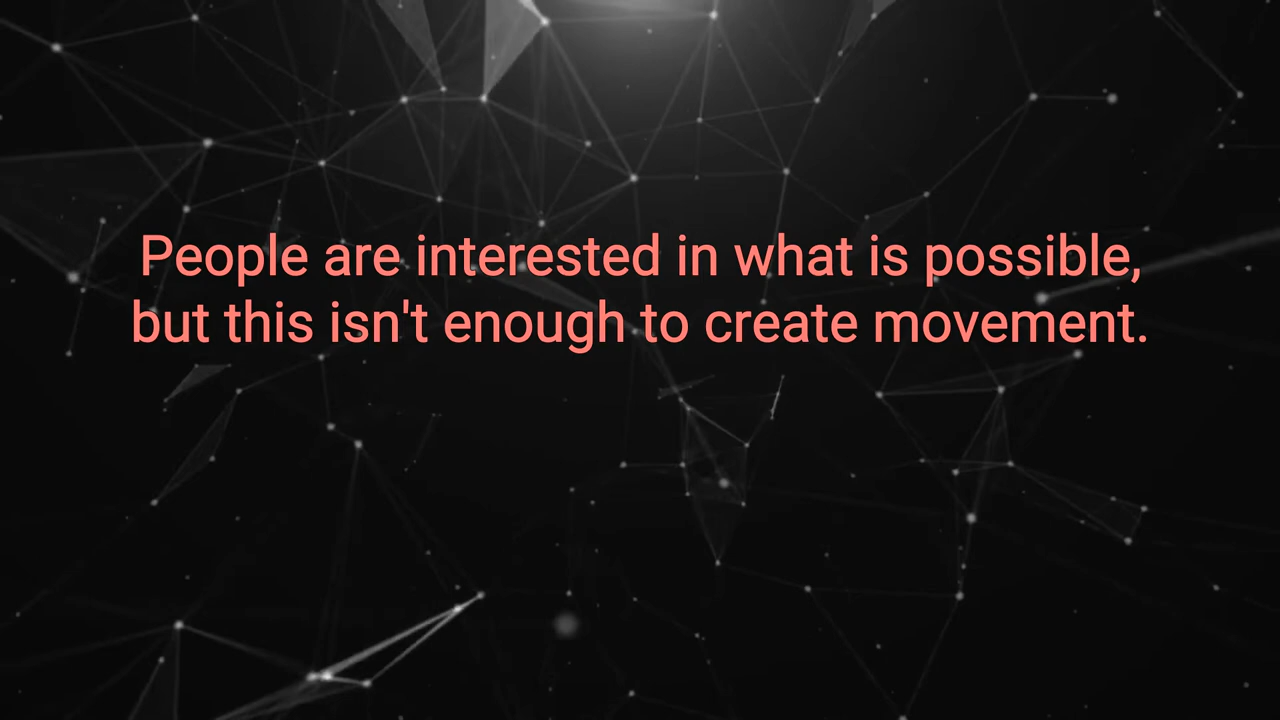 People are interested in what is possible,
but this isn't enough to create movement.